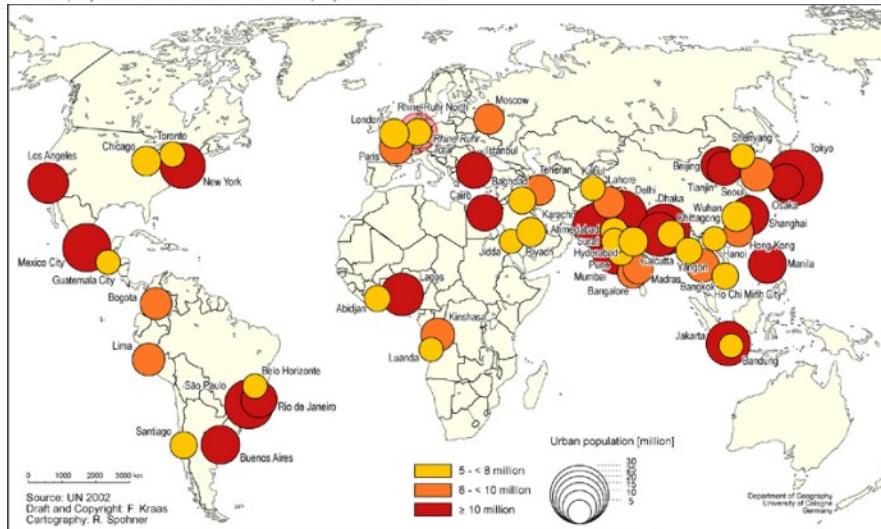 Moscow
Rhine-Ruhr North
London
Rhine Ruhr
Paris
Istanbul
Toronto
Chicago
Los Angeles
New York
Shenyang
Tokyo
Beijing
Tianjin
Seoul
Osaka
Teheran
Kabul
Lahore
Delhi
Baghdad
Dhaka
Wuhan
Cairo
Karachi
Chittagong
Shanghai
Ahmedabad
Surat
Jidda
Riyadh
Hyderabad
Calcutta
Hanoi
Hong Kong
Pune
Yangon
Manila
Mumbai
Madras
Bangkok
Bangalore
Ho Chi Minh City
Mexico City
Guatemala City
Bogota
Lagos
Abidjan
Kinshasa
Lima
Luanda
Jakarta
Bandung
Belo Horizonte
São Paulo
Rio de Janeiro
Santiago
Buenos Aires
Urban population [million]
30
5
5 - < 8 million
8 - < 10 million
≥ 10 million
0 1000 2000 3000 km
Source: UN 2002
Draft and Copyright: F. Kraas
Cartography: R. Spohner
Department of Geography
University of Cologne
Germany